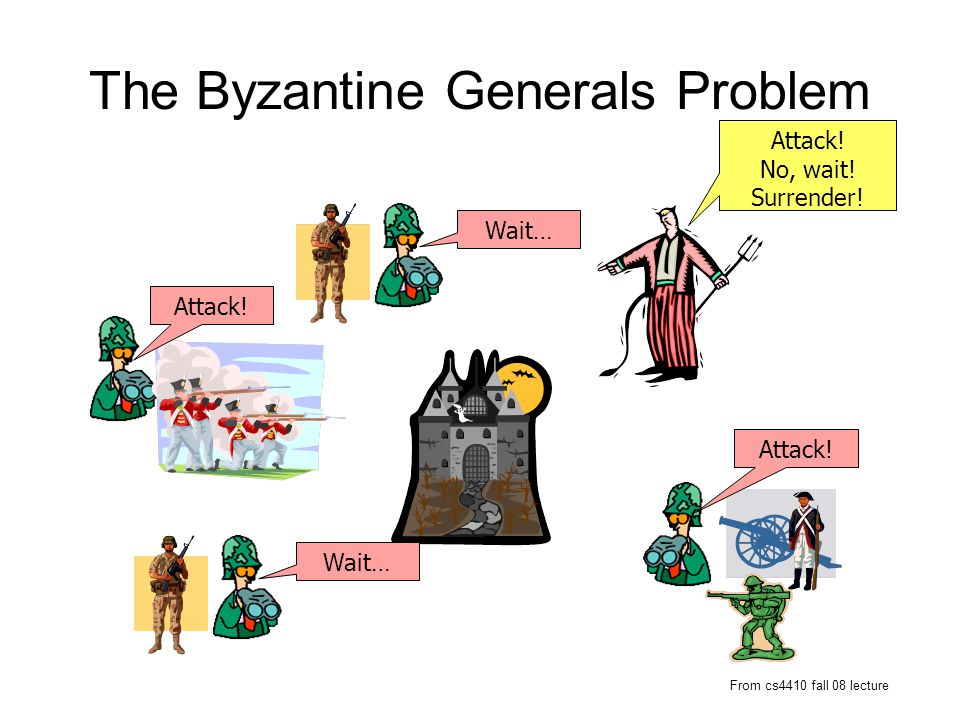 The Byzantine Generals Problem
Attack!
No, wait!
Surrender!
Wait…
Attack!
Attack!
Wait…
From cs4410 fall 08 lecture